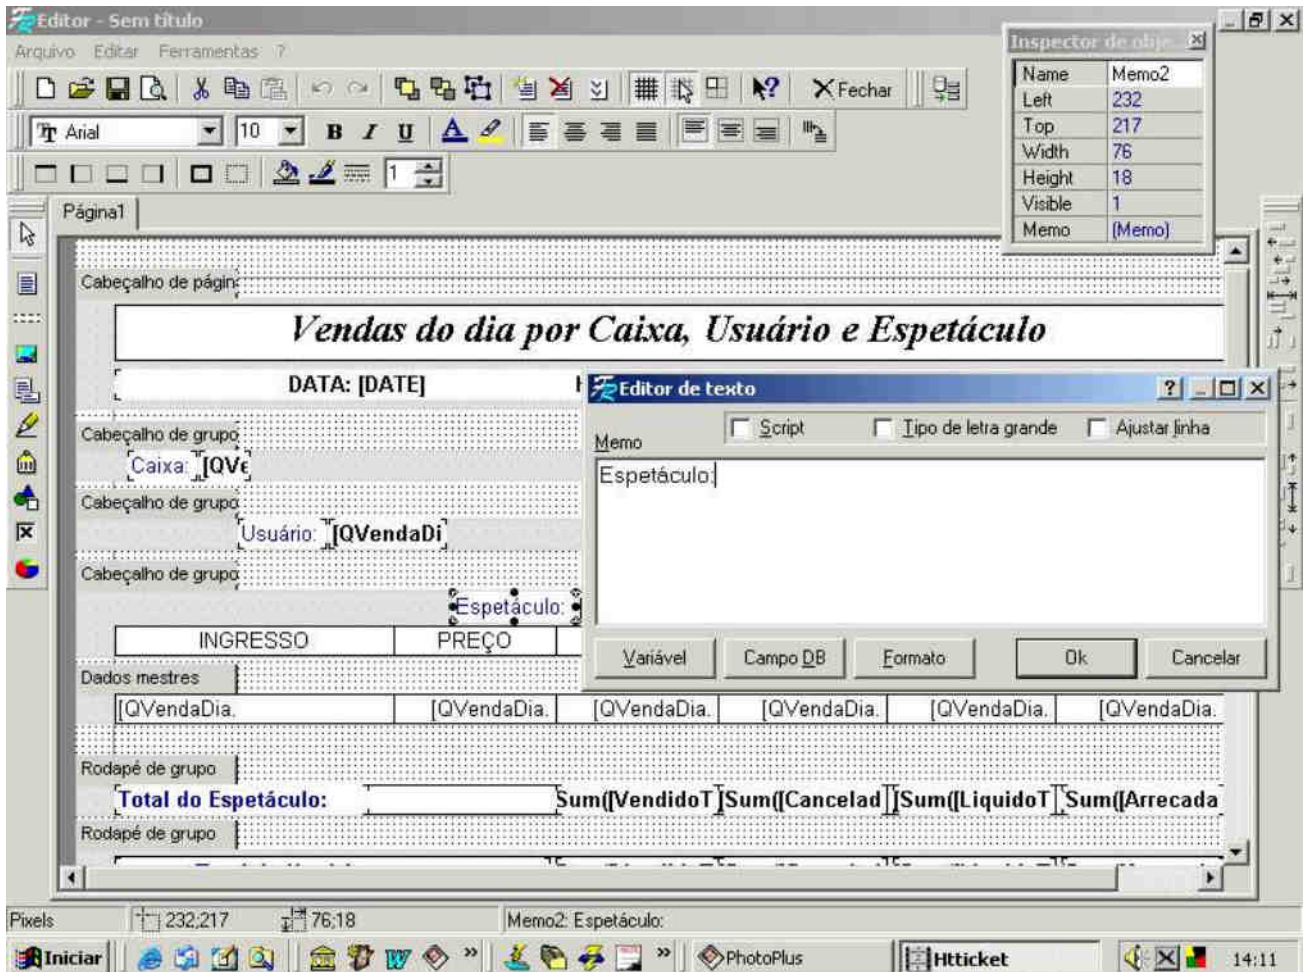 Editor - Sem título
Arquivo Editar Ferramentas ?
Fechar
Arial 10 B I U A
1
Página1
Inspector de obje
Name Memo2
Left 232
Top 217
Width 76
Height 18
Visible 1
Memo (Memo)
Cabeçalho de págin
Vendas do dia por Caixa, Usuário e Espetáculo
DATA: [DATE]
Cabeçalho de grupo
Caixa: [QVe
Cabeçalho de grupo
Usuário: [QVendaDi
Cabeçalho de grupo
Espetáculo:
INGRESSO PREÇO
Dados mestres
[QVendaDia. [QVendaDia. [QVendaDia. [QVendaDia. [QVendaDia. [QVendaDia.
Rodapé de grupo
Total do Espetáculo: Sum([VendidoT Sum([Cancelad Sum([LiquidoT Sum([Arrecada
Rodapé de grupo
Editor de texto
Script Tipo de letra grande Ajustar linha
Memo
Espetáculo:
Variável Campo DB Formato Ok Cancelar
Pixels 232;217 76;18 Memo2: Espetáculo:
Iniciar PhotoPlus Htticket 14:11